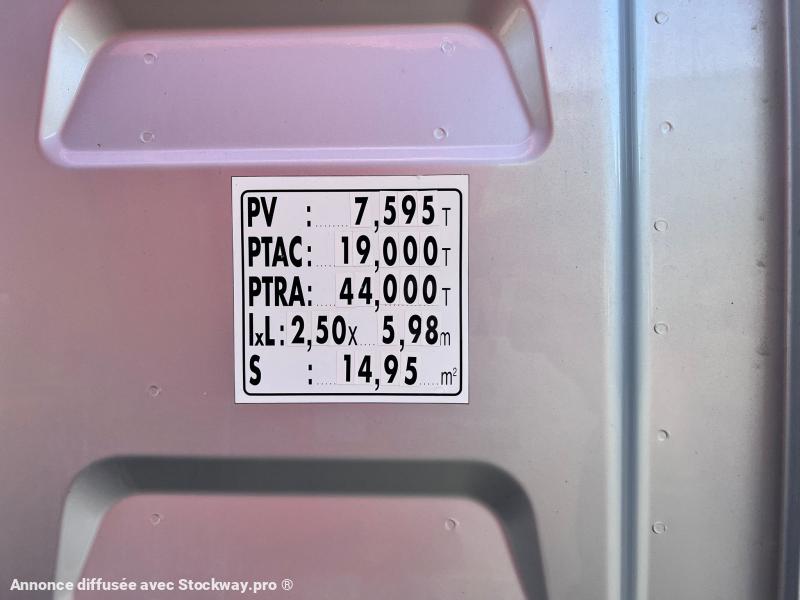 PV : ........ 7,595 T
PTAC: ..... 19,000 T
PTRA: ..... 44,000 T
lxL: 2,50x .... 5,98m
S : ..... 14,95 ..... m²
Annonce diffusée avec Stockway.pro ®